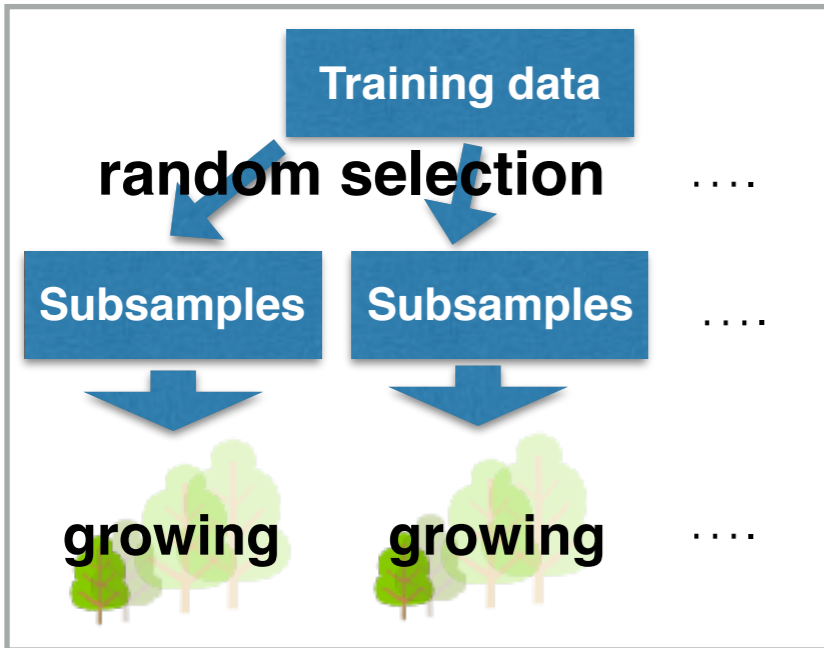 Training data
random selection ....
Subsamples Subsamples ....
growing growing ....